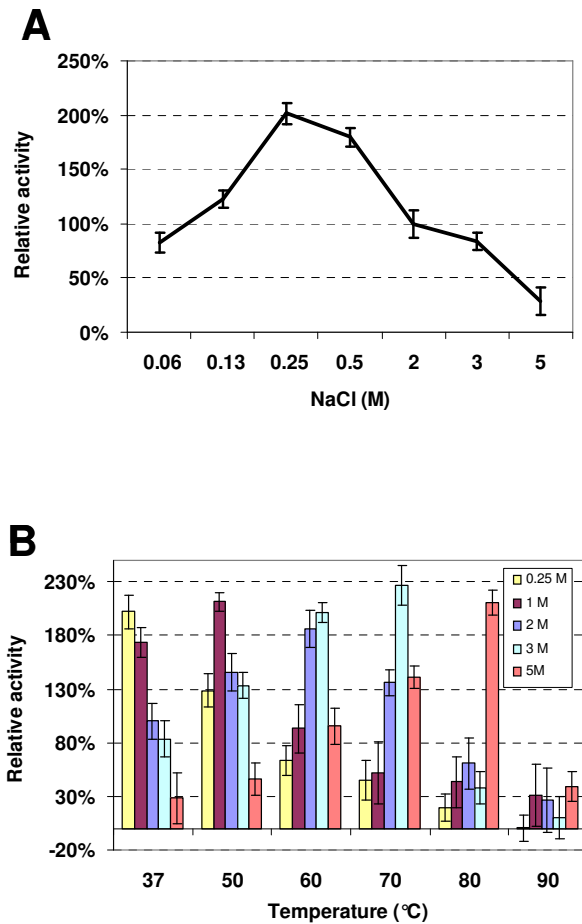 A
250%
200%
150%
100%
50%
0%
Relative activity
0.06 0.13 0.25 0.5 2 3 5
NaCl (M)
B
230%
180%
130%
80%
30%
-20%
Relative activity
0.25 M
1 M
2 M
3 M
5M
37 50 60 70 80 90
Temperature (°C)